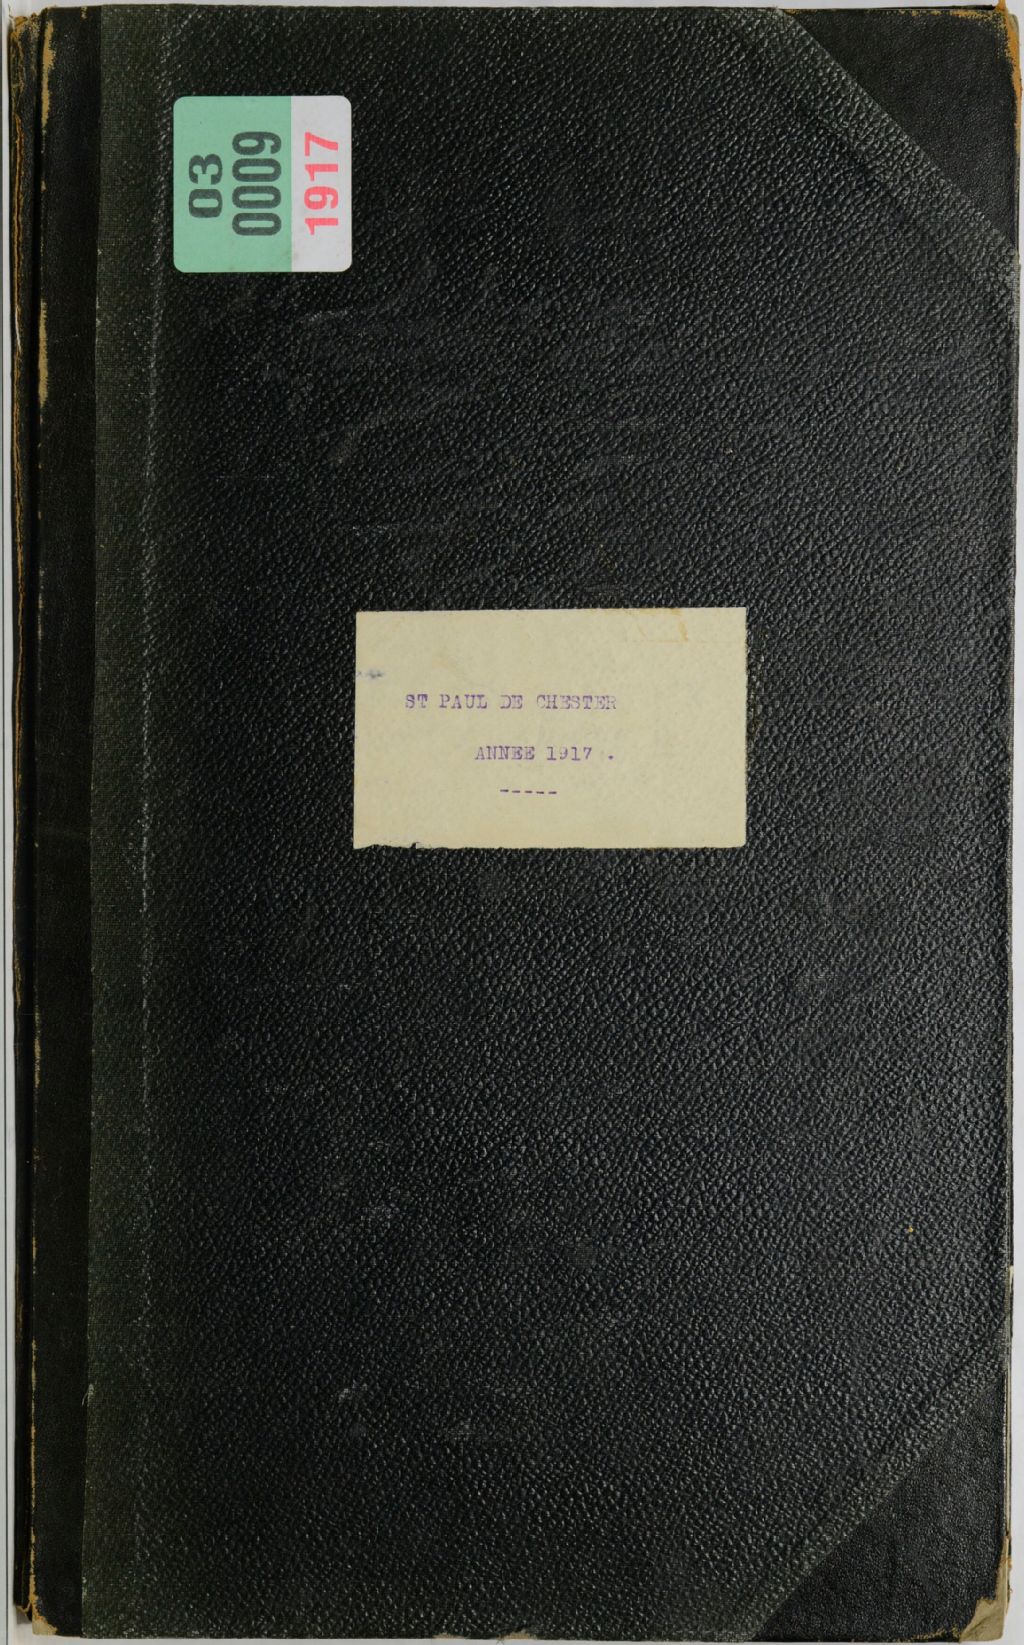 03
0009
1917
ST PAUL DE CHESTER
ANNEE 1917 .
-----